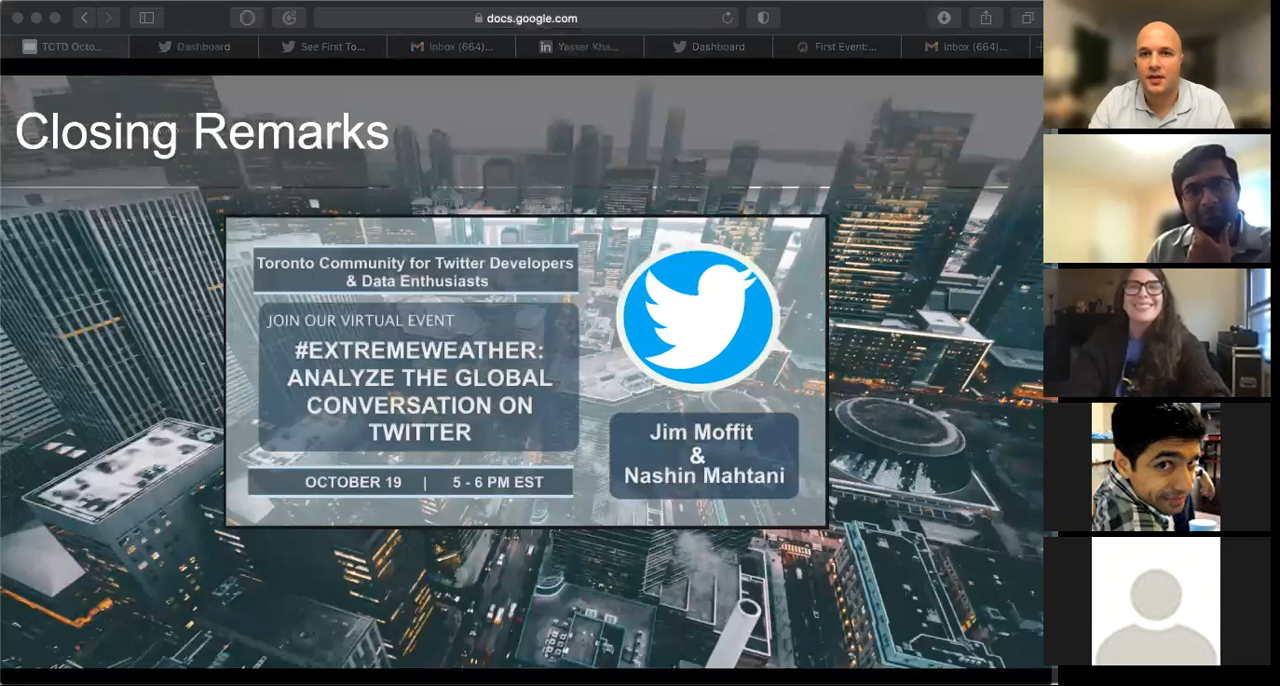 docs.google.com
TCTD Octo...
Dashboard
See First To...
Inbox (664)...
Yasser Kha...
Dashboard
First Event:...
Inbox (664)...
Closing Remarks
Toronto Community for Twitter Developers
& Data Enthusiasts
JOIN OUR VIRTUAL EVENT
#EXTREMEWEATHER:
ANALYZE THE GLOBAL
CONVERSATION ON
TWITTER
OCTOBER 19 | 5 - 6 PM EST
Jim Moffit
&
Nashin Mahtani